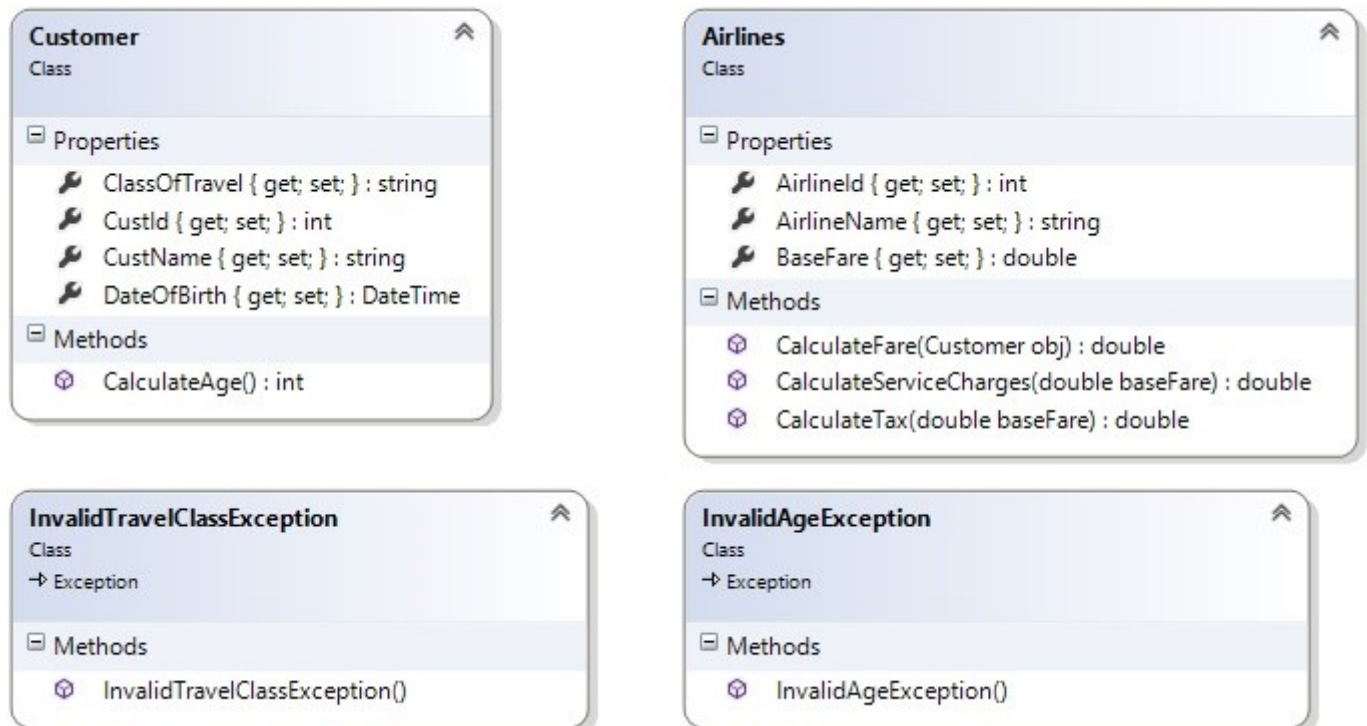 Customer
Class
Properties
ClassOfTravel { get; set; } : string
CustId { get; set; } : int
CustName { get; set; } : string
DateOfBirth { get; set; } : DateTime
Methods
CalculateAge() : int
Airlines
Class
Properties
AirlineId { get; set; } : int
AirlineName { get; set; } : string
BaseFare { get; set; } : double
Methods
CalculateFare(Customer obj) : double
CalculateServiceCharges(double baseFare) : double
CalculateTax(double baseFare) : double
InvalidTravelClassException
Class
Exception
Methods
InvalidTravelClassException()
InvalidAgeException
Class
Exception
Methods
InvalidAgeException()